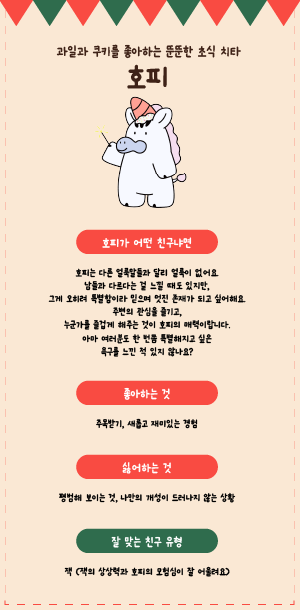 과일과 쿠키를 좋아하는 뚠뚠한 초식 치타
호피
호피가 어떤 친구냐면
호피는 다른 얼룩말들과 달리 얼룩이 없어요.
남들과 다르다는 걸 느낄 때도 있지만,
그게 오히려 특별함이라 믿으며 멋진 존재가 되고 싶어해요.
주변의 관심을 즐기고,
누군가를 즐겁게 해주는 것이 호피의 매력이랍니다.
아마 여러분도 한 번쯤 특별해지고 싶은
욕구를 느낀 적 있지 않나요?
좋아하는 것
주목받기, 새롭고 재미있는 경험
싫어하는 것
평범해 보이는 것, 나만의 개성이 드러나지 않는 상황
잘 맞는 친구 유형
잭 (잭의 상상력과 호피의 모험심이 잘 어울려요)